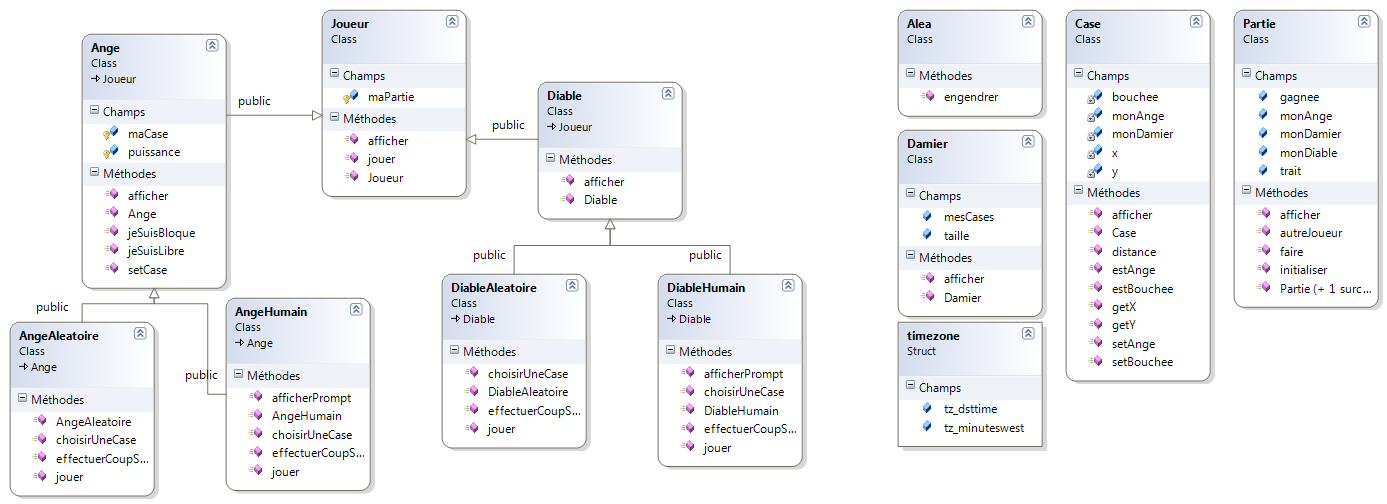 Ange
Class
Joueur
Champs
maCase
puissance
Méthodes
afficher
Ange
jeSuisBloque
jeSuisLibre
setCase
public
Joueur
Class
Champs
maPartie
Méthodes
afficher
jouer
Joueur
public
Diable
Class
Joueur
Méthodes
afficher
Diable
public
public
AngeAleatoire
Class
Ange
Méthodes
AngeAleatoire
choisirUneCase
effectuerCoupS...
jouer
public
AngeHumain
Class
Ange
Méthodes
afficherPrompt
AngeHumain
choisirUneCase
effectuerCoupS...
jouer
public
DiableAleatoire
Class
Diable
Méthodes
choisirUneCase
DiableAleatoire
effectuerCoupS...
jouer
DiableHumain
Class
Diable
Méthodes
afficherPrompt
choisirUneCase
DiableHumain
effectuerCoupS...
jouer
Alea
Class
Méthodes
engendrer
Damier
Class
Champs
mesCases
taille
Méthodes
afficher
Damier
timezone
Struct
Champs
tz_dsttime
tz_minuteswest
Case
Class
Champs
bouchee
monAnge
monDamier
x
y
Méthodes
afficher
Case
distance
estAnge
estBouchee
getX
getY
setAnge
setBouchee
Partie
Class
Champs
gagnee
monAnge
monDamier
monDiable
trait
Méthodes
afficher
autreJoueur
faire
initialiser
Partie (+ 1 surc...